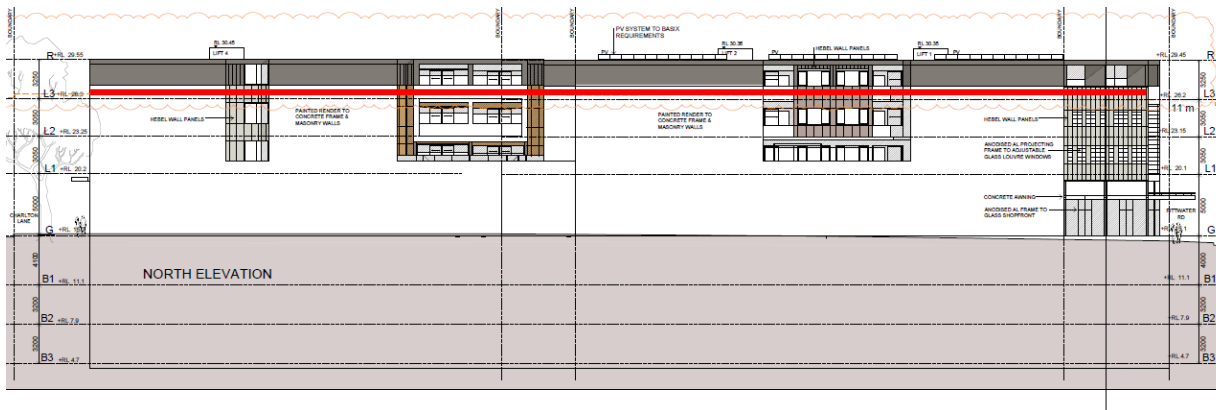 BOUNDARY
BOUNDARY
BOUNDARY
BOUNDARY
BOUNDARY
PV SYSTEM TO BASIX
REQUIREMENTS
RL 30.45
LIFT 4
RL 30.35
LIFT 2
PV
PV
HEBEL WALL PANELS
RL 30.35
LIFT 1
PV
R +RL 29.55
+RL 29.45 R
3250
3250
L3 +RL 26.3
+RL 26.2 L3
11 m
HEBEL WALL PANELS
PAINTED RENDER TO
CONCRETE FRAME &
MASONRY WALLS
PAINTED RENDER TO
CONCRETE FRAME &
MASONRY WALLS
HEBEL WALL PANELS
3050
3050
L2 +RL 23.25
+RL 23.15 L2
3050
3050
ANODISED AL PROJECTING
FRAME TO ADJUSTABLE
GLASS LOUVRE WINDOWS
L1 +RL 20.2
+RL 20.1 L1
5000
5000
CONCRETE AWNING
ANODISED AL FRAME TO
GLASS SHOPFRONT
CHARLTON
LANE
PITTWATER
RD
G
G
4100
4000
NORTH ELEVATION
B1 +RL 11.1
+RL 11.1 B1
3200
3200
B2 +RL 7.9
+RL 7.9 B2
3200
3200
B3 +RL 4.7
+RL 4.7 B3